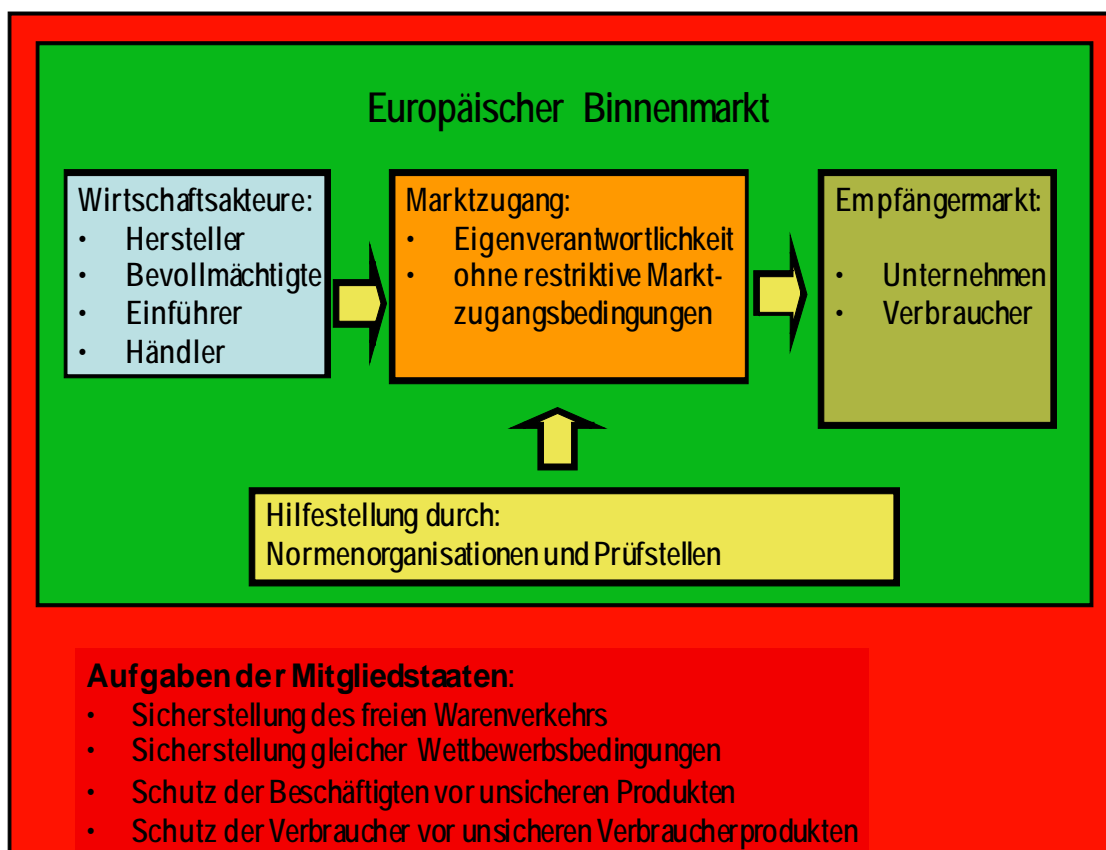 Europäischer Binnenmarkt
Wirtschaftsakteure:
• Hersteller
• Bevollmächtigte
• Einführer
• Händler
Marktzugang:
• Eigenverantwortlichkeit
• ohne restriktive Markt-
zugangsbedingungen
Empfängermarkt:
• Unternehmen
• Verbraucher
Hilfestellung durch:
Normenorganisationen und Prüfstellen
Aufgaben der Mitgliedstaaten:
• Sicherstellung des freien Warenverkehrs
• Sicherstellung gleicher Wettbewerbsbedingungen
• Schutz der Beschäftigten vor unsicheren Produkten
• Schutz der Verbraucher vor unsicheren Verbraucherprodukten